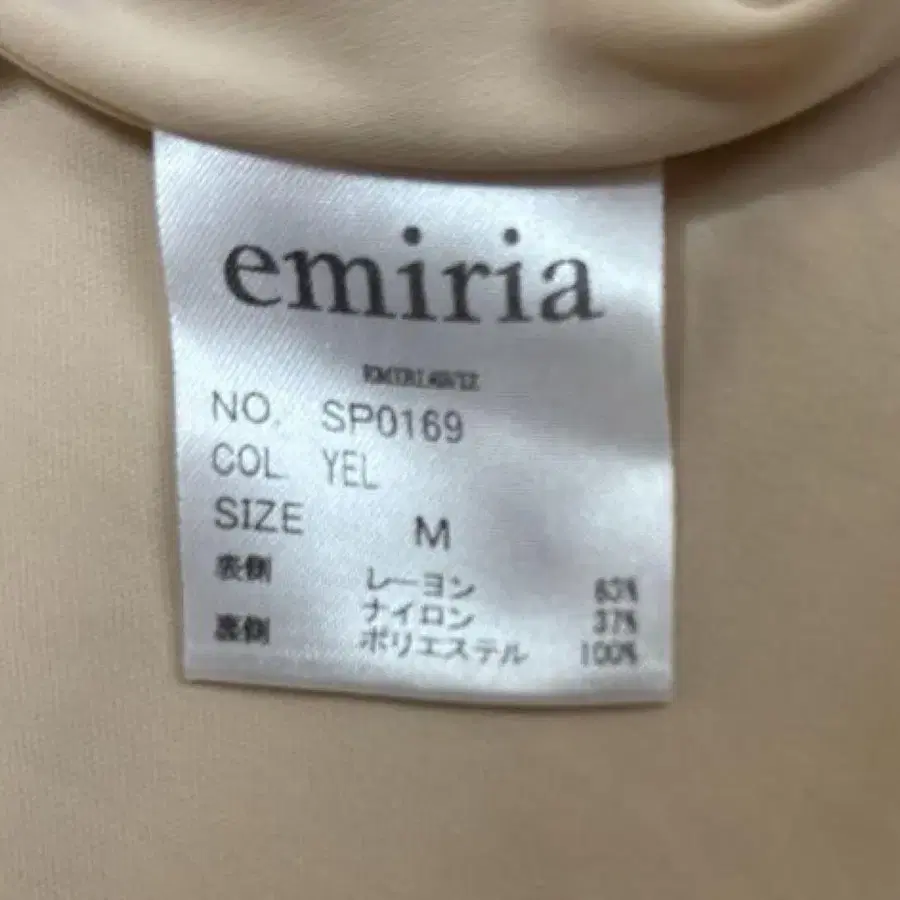 emiria
NO. SP0169
COL YEL
SIZE M
表側 レーヨン 63%
ナイロン 37%
裏側 ポリエステル 100%